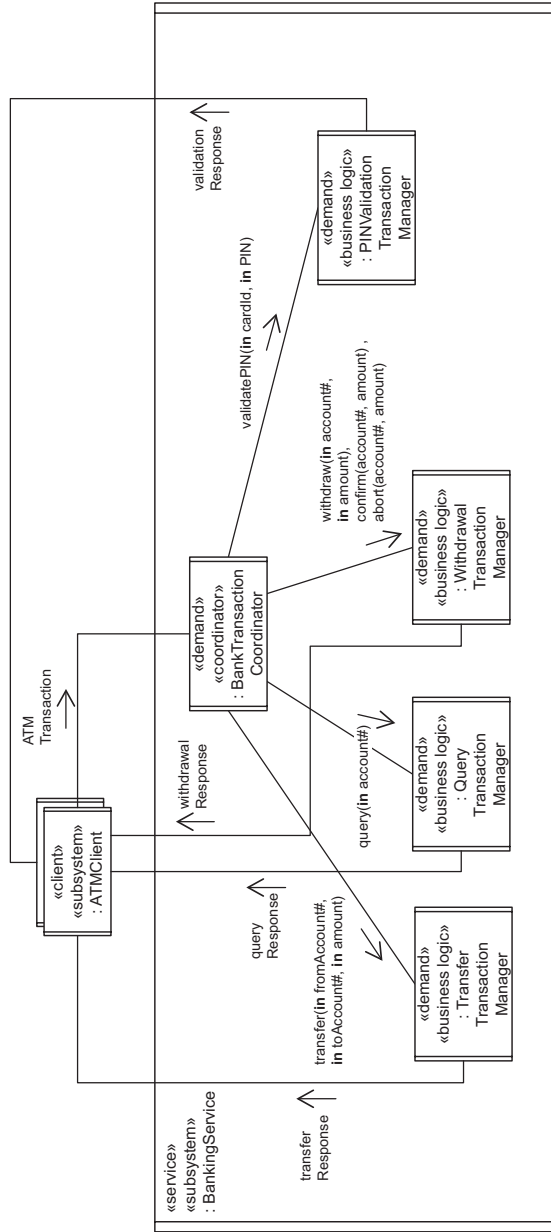 «service»
«subsystem»
: BankingService
«client»
«subsystem»
: ATMClient
ATM
Transaction
transfer
Response
query
Response
withdrawal
Response
validation
Response
«demand»
«coordinator»
: BankTransaction
Coordinator
transfer(in fromAccount#,
in toAccount#, in amount)
query(in account#)
withdraw(in account#,
in amount),
confirm(account#, amount) ,
abort(account#, amount)
validatePIN(in cardId, in PIN)
«demand»
«business logic»
: Transfer
Transaction
Manager
«demand»
«business logic»
: Query
Transaction
Manager
«demand»
«business logic»
: Withdrawal
Transaction
Manager
«demand»
«business logic»
: PINValidation
Transaction
Manager